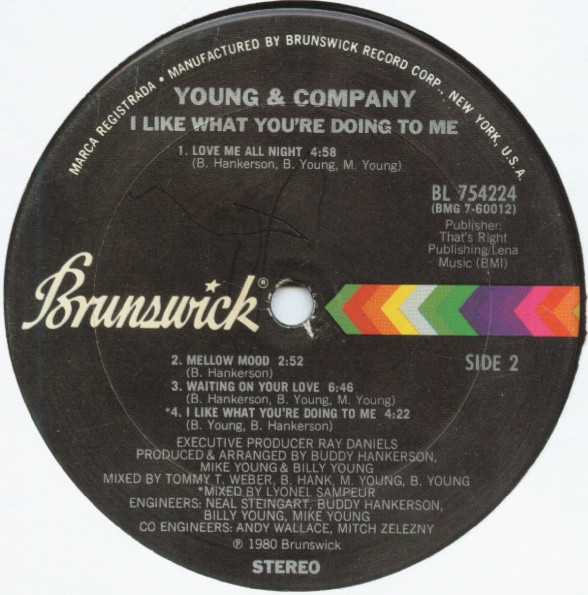 MARCA REGISTRADA • MANUFACTURED BY BRUNSWICK RECORD CORP., NEW YORK, U.S.A.
YOUNG & COMPANY
I LIKE WHAT YOU'RE DOING TO ME
1. LOVE ME ALL NIGHT 4:58
(B. Hankerson, B. Young, M. Young)
BL 754224
(BMG 7-60012)
Publisher:
That's Right
Publishing/Lena
Music (BMI)
Brunswick®
SIDE 2
2. MELLOW MOOD 2:52
(B. Hankerson)
3. WAITING ON YOUR LOVE 6:46
(B. Hankerson, B. Young, M. Young)
*4. I LIKE WHAT YOU'RE DOING TO ME 4:22
(B. Young, B. Hankerson)
EXECUTIVE PRODUCER RAY DANIELS
PRODUCED & ARRANGED BY BUDDY HANKERSON,
MIKE YOUNG & BILLY YOUNG
MIXED BY TOMMY T. WEBER, B. HANK, M. YOUNG, B. YOUNG
*MIXED BY LYONEL SAMPEUR
ENGINEERS: NEAL STEINGART, BUDDY HANKERSON,
BILLY YOUNG, MIKE YOUNG
CO ENGINEERS: ANDY WALLACE, MITCH ZELEZNY
℗ 1980 Brunswick
STEREO